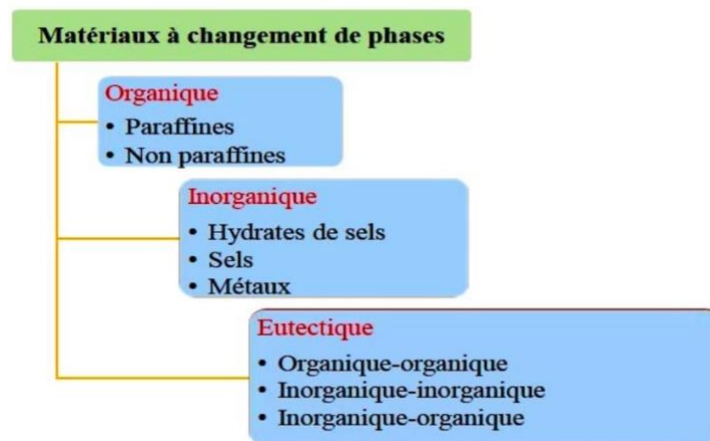 Matériaux à changement de phases
Organique
• Paraffines
• Non paraffines
Inorganique
• Hydrates de sels
• Sels
• Métaux
Eutectique
• Organique-organique
• Inorganique-inorganique
• Inorganique-organique